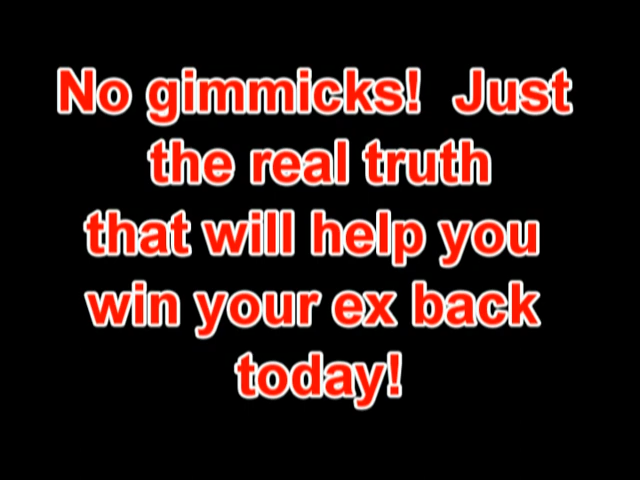 No gimmicks!  Just
the real truth
that will help you
win your ex back
today!